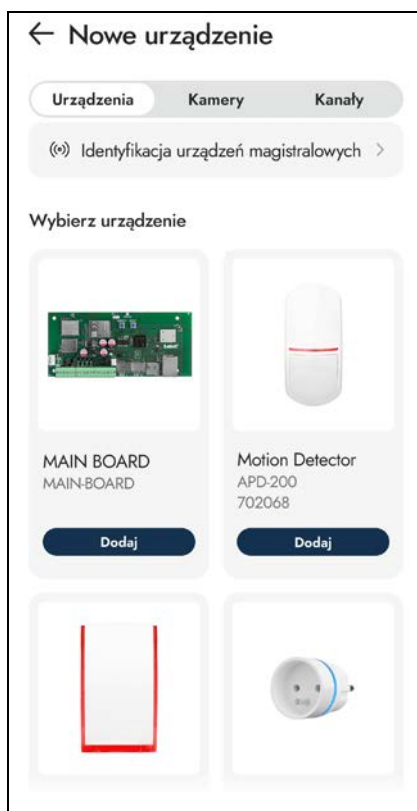 ← Nowe urządzenie
Urządzenia Kamery Kanały
Identyfikacja urządzeń magistralowych >
Wybierz urządzenie
MAIN BOARD
MAIN-BOARD
Dodaj
Motion Detector
APD-200
702068
Dodaj